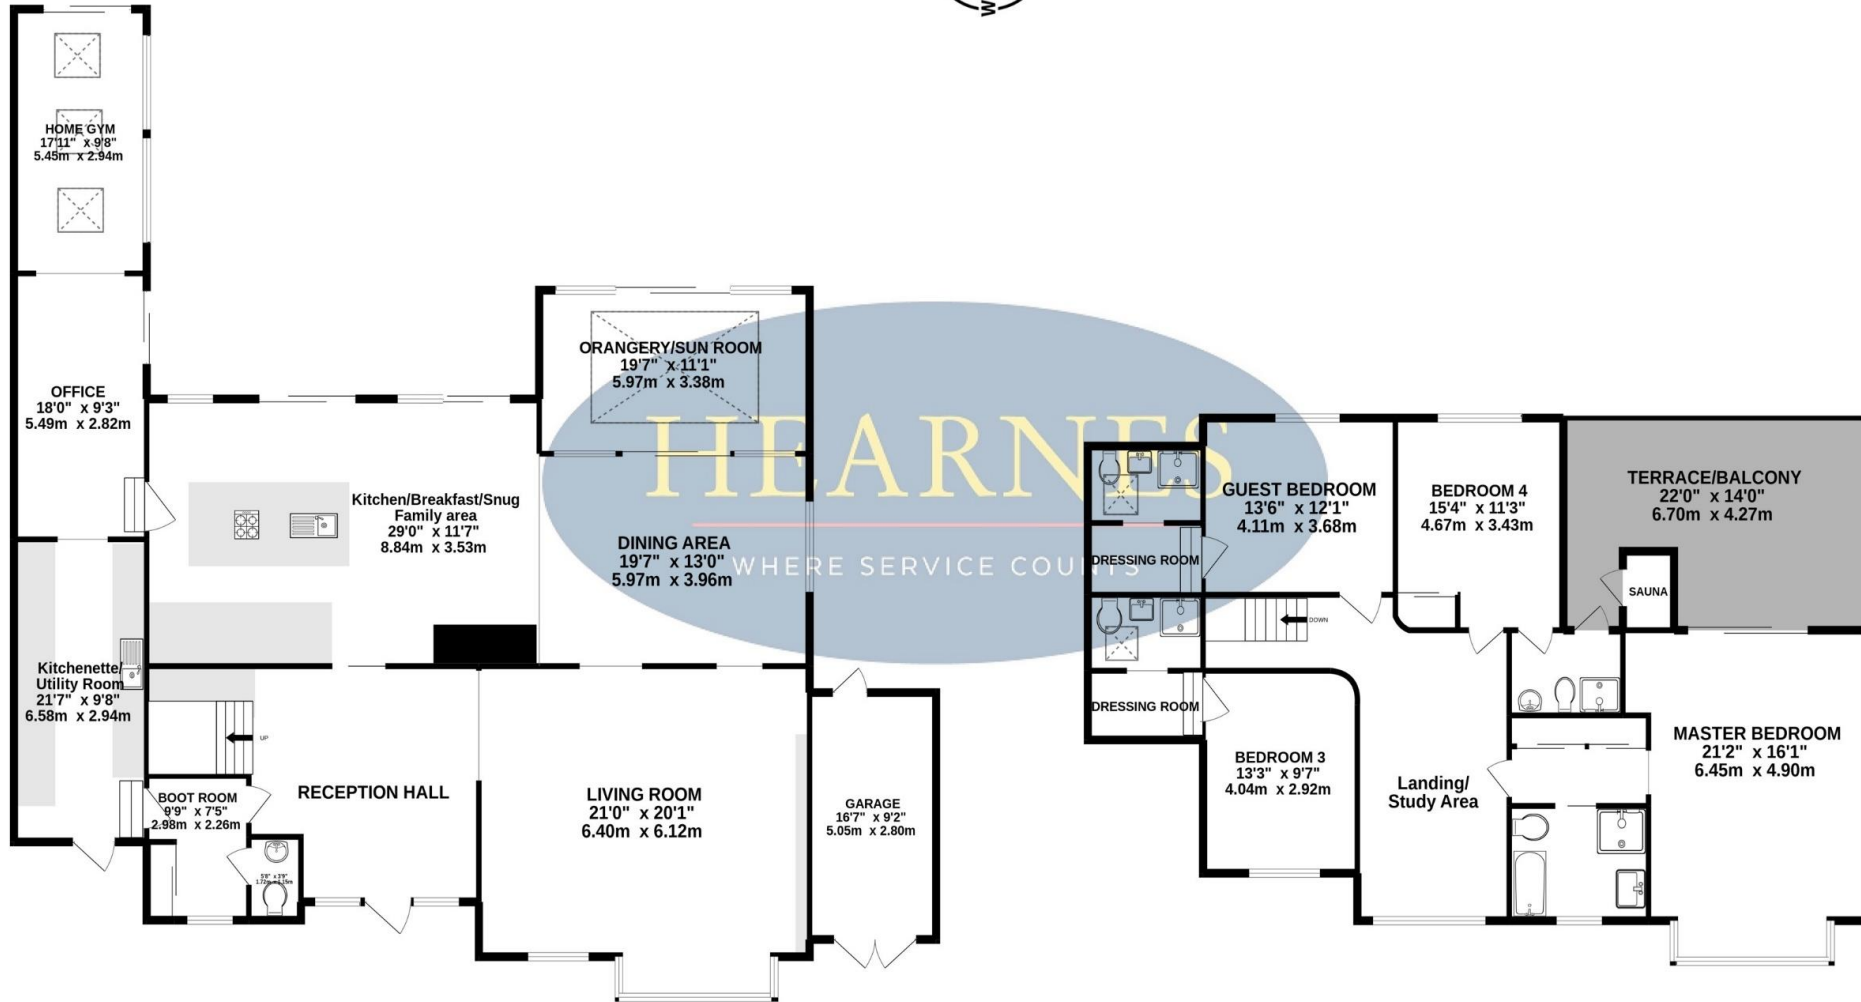 W
HOME GYM
17'11" x 9'8"
5.45m x 2.94m
OFFICE
18'0" x 9'3"
5.49m x 2.82m
ORANGERY/SUN ROOM
19'7" x 11'1"
5.97m x 3.38m
Kitchen/Breakfast/Snug
Family area
29'0" x 11'7"
8.84m x 3.53m
DINING AREA
19'7" x 13'0"
5.97m x 3.96m
HEARNES
WHERE SERVICE COUNTS
Kitchenette/
Utility Room
21'7" x 9'8"
6.58m x 2.94m
UP
BOOT ROOM
9'9" x 7'5"
2.98m x 2.26m
5'8" x 3'9"
1.72m x 1.15m
RECEPTION HALL
LIVING ROOM
21'0" x 20'1"
6.40m x 6.12m
GARAGE
16'7" x 9'2"
5.05m x 2.80m
GUEST BEDROOM
13'6" x 12'1"
4.11m x 3.68m
BEDROOM 4
15'4" x 11'3"
4.67m x 3.43m
TERRACE/BALCONY
22'0" x 14'0"
6.70m x 4.27m
DRESSING ROOM
SAUNA
DOWN
DRESSING ROOM
BEDROOM 3
13'3" x 9'7"
4.04m x 2.92m
Landing/
Study Area
MASTER BEDROOM
21'2" x 16'1"
6.45m x 4.90m